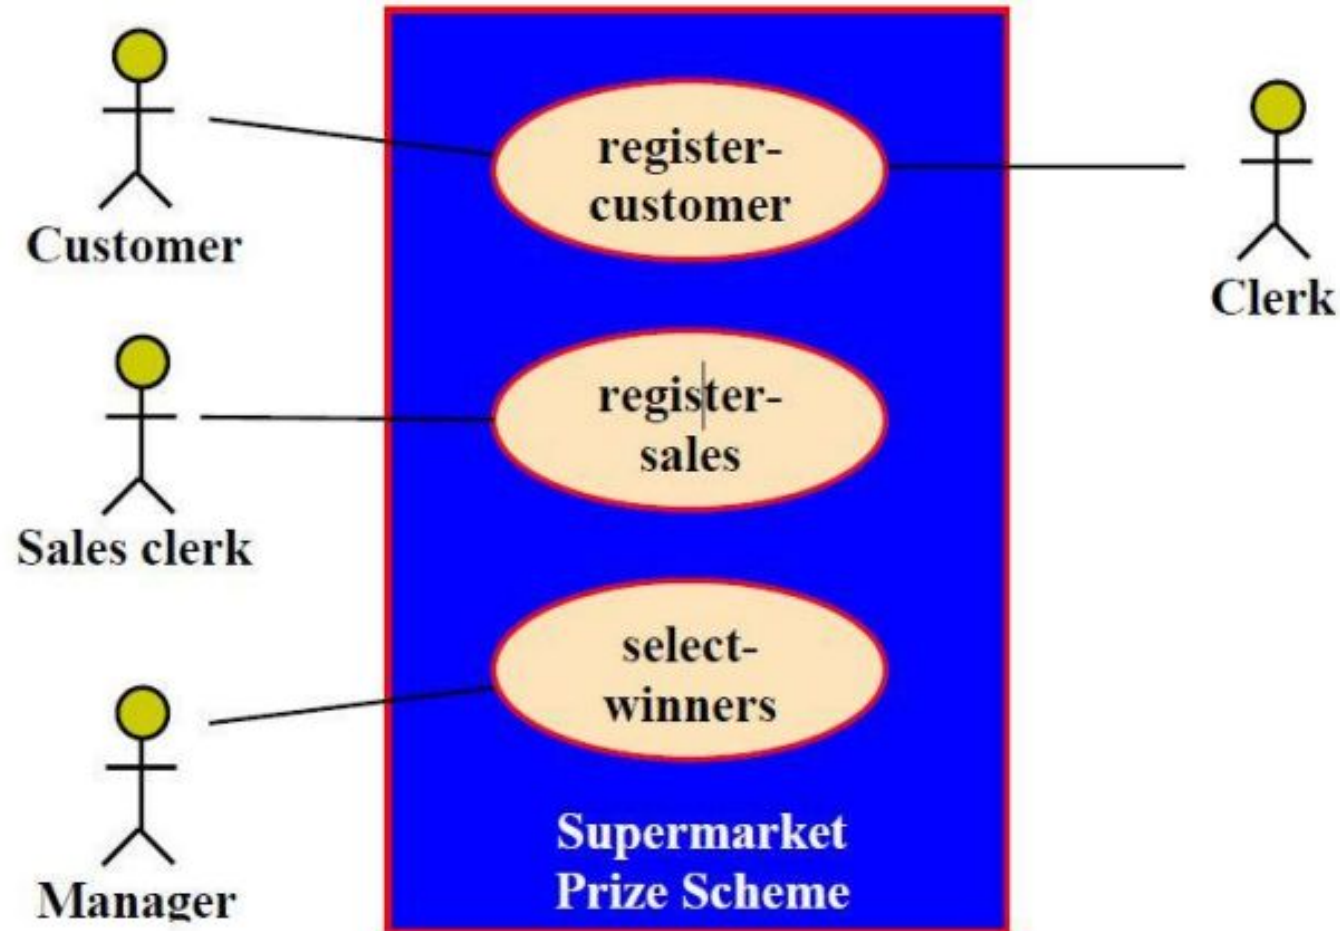 register-
customer
Customer
Clerk
register-
sales
Sales clerk
select-
winners
Manager
Supermarket
Prize Scheme